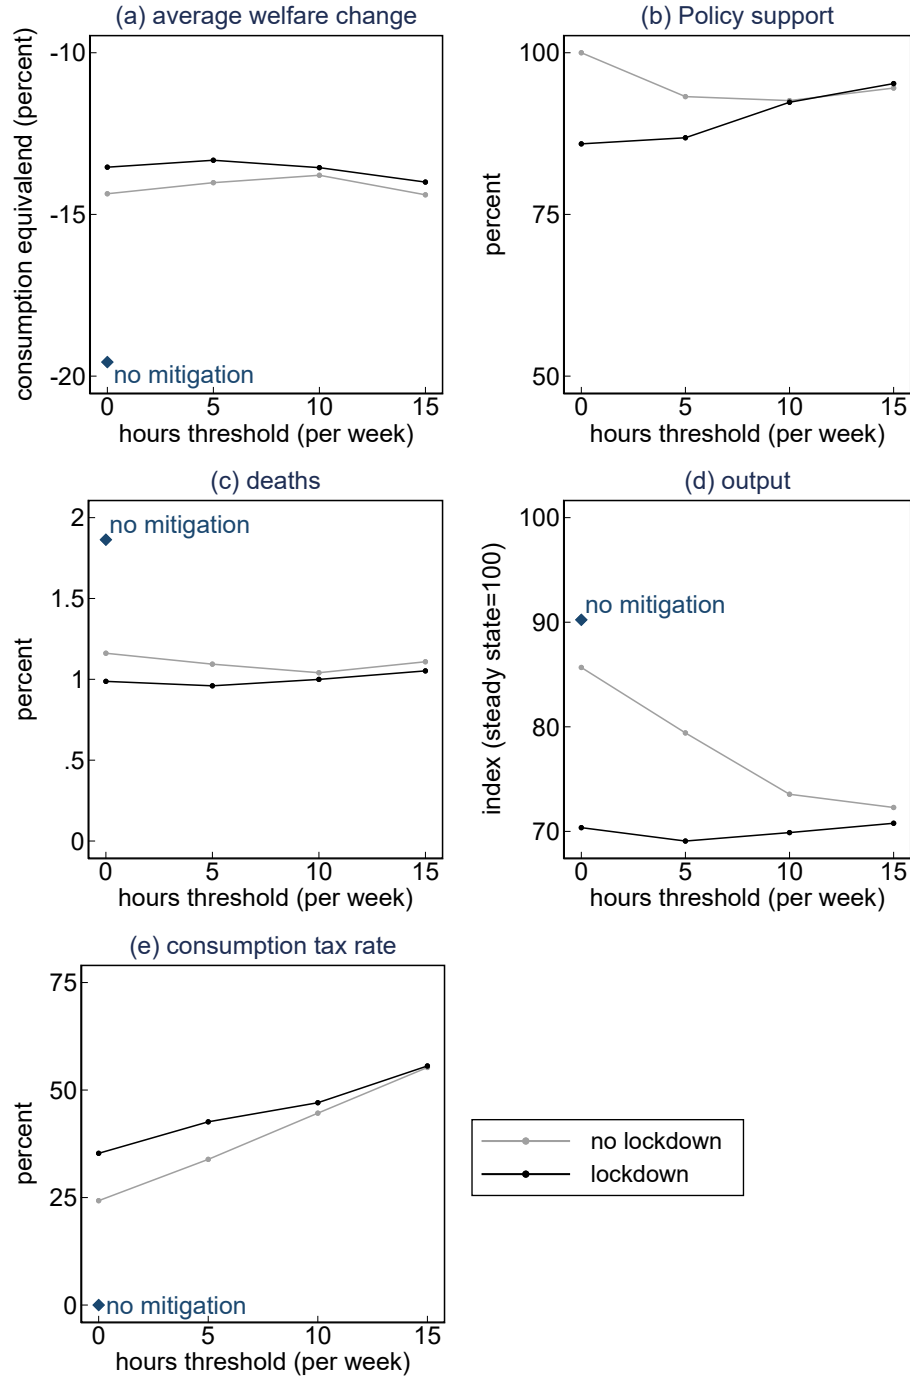 (a) average welfare change
consumption equivalend (percent)
-10
-15
-20
no mitigation
0 5 10 15
hours threshold (per week)
(b) Policy support
percent
100
75
50
0 5 10 15
hours threshold (per week)
(c) deaths
percent
2
1.5
1
.5
0
no mitigation
0 5 10 15
hours threshold (per week)
(d) output
index (steady state=100)
100
90
80
70
no mitigation
0 5 10 15
hours threshold (per week)
(e) consumption tax rate
percent
75
50
25
0
no mitigation
0 5 10 15
hours threshold (per week)
no lockdown
lockdown